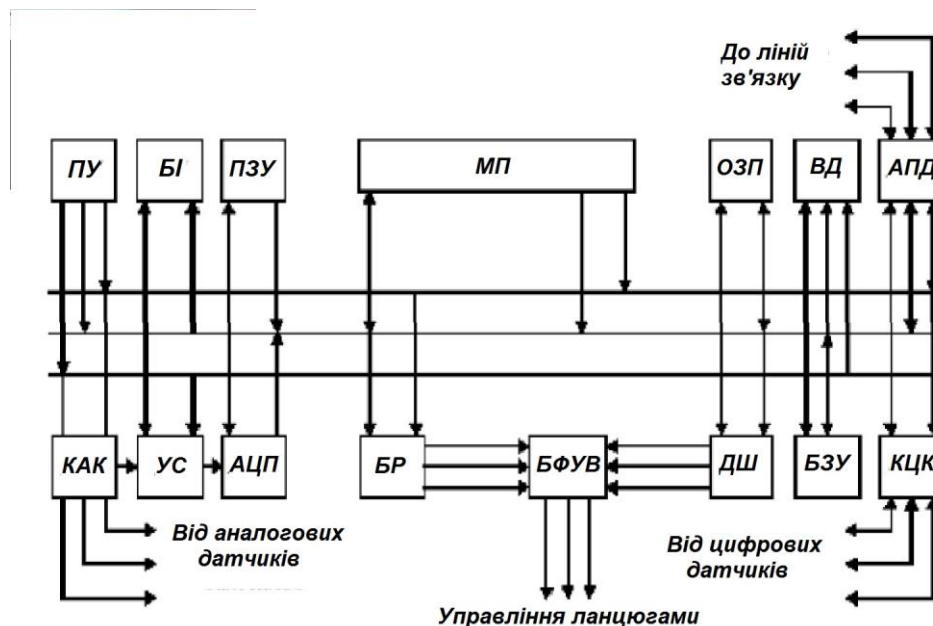 До ліній
зв'язку
ПУ БІ ПЗУ МП ОЗП ВД АПД
КАК УС АЦП БР БФУВ ДШ БЗУ КЦК
Від аналогових
датчиків
Від цифрових
датчиків
Управління ланцюгами